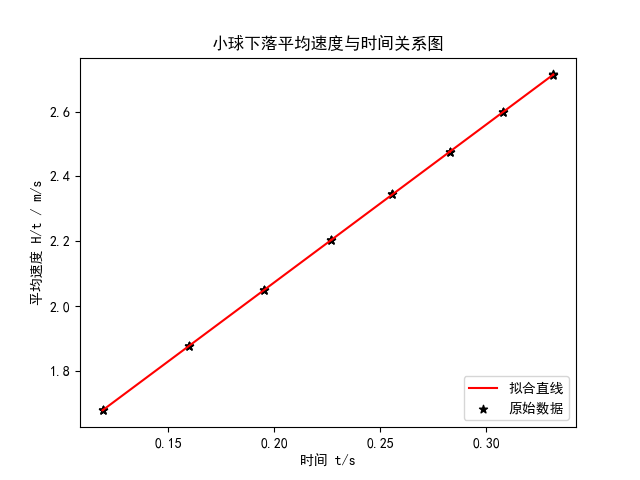 小球下落平均速度与时间关系图
2.6
2.4
2.2
2.0
1.8
平均速度 H/t / m/s
拟合直线
原始数据
0.15 0.20 0.25 0.30
时间 t/s